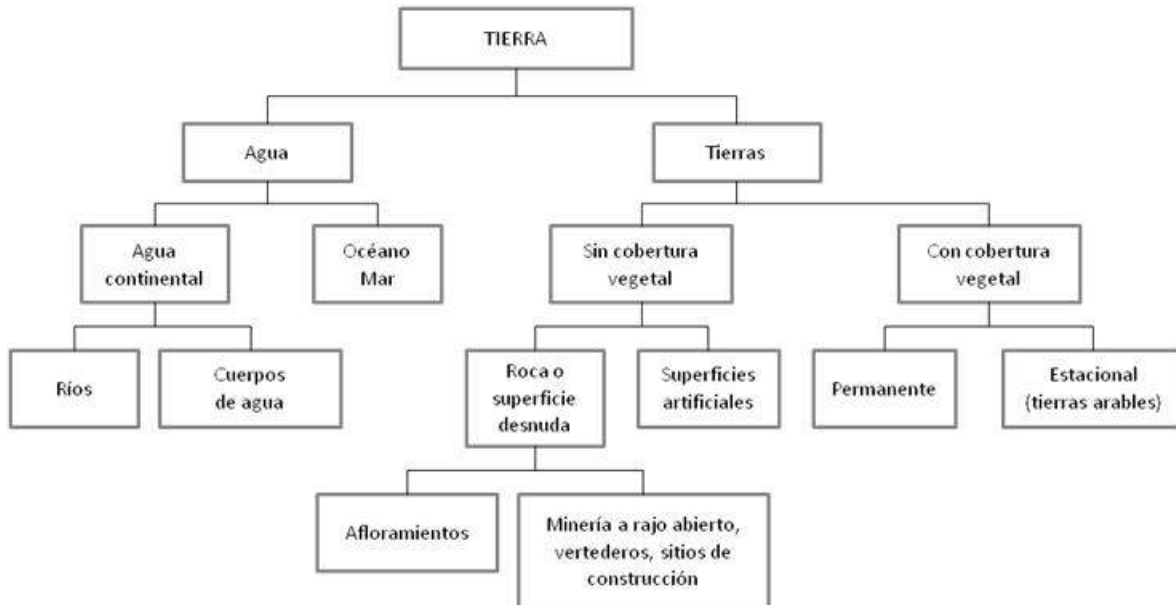 TIERRA
Agua
Tierras
Agua
continental
Océano
Mar
Sin cobertura
vegetal
Con cobertura
vegetal
Ríos
Cuerpos
de agua
Roca o
superficie
desnuda
Superficies
artificiales
Permanente
Estacional
(tierras arables)
Afloramientos
Minería a rajo abierto,
vertederos, sitios de
construcción